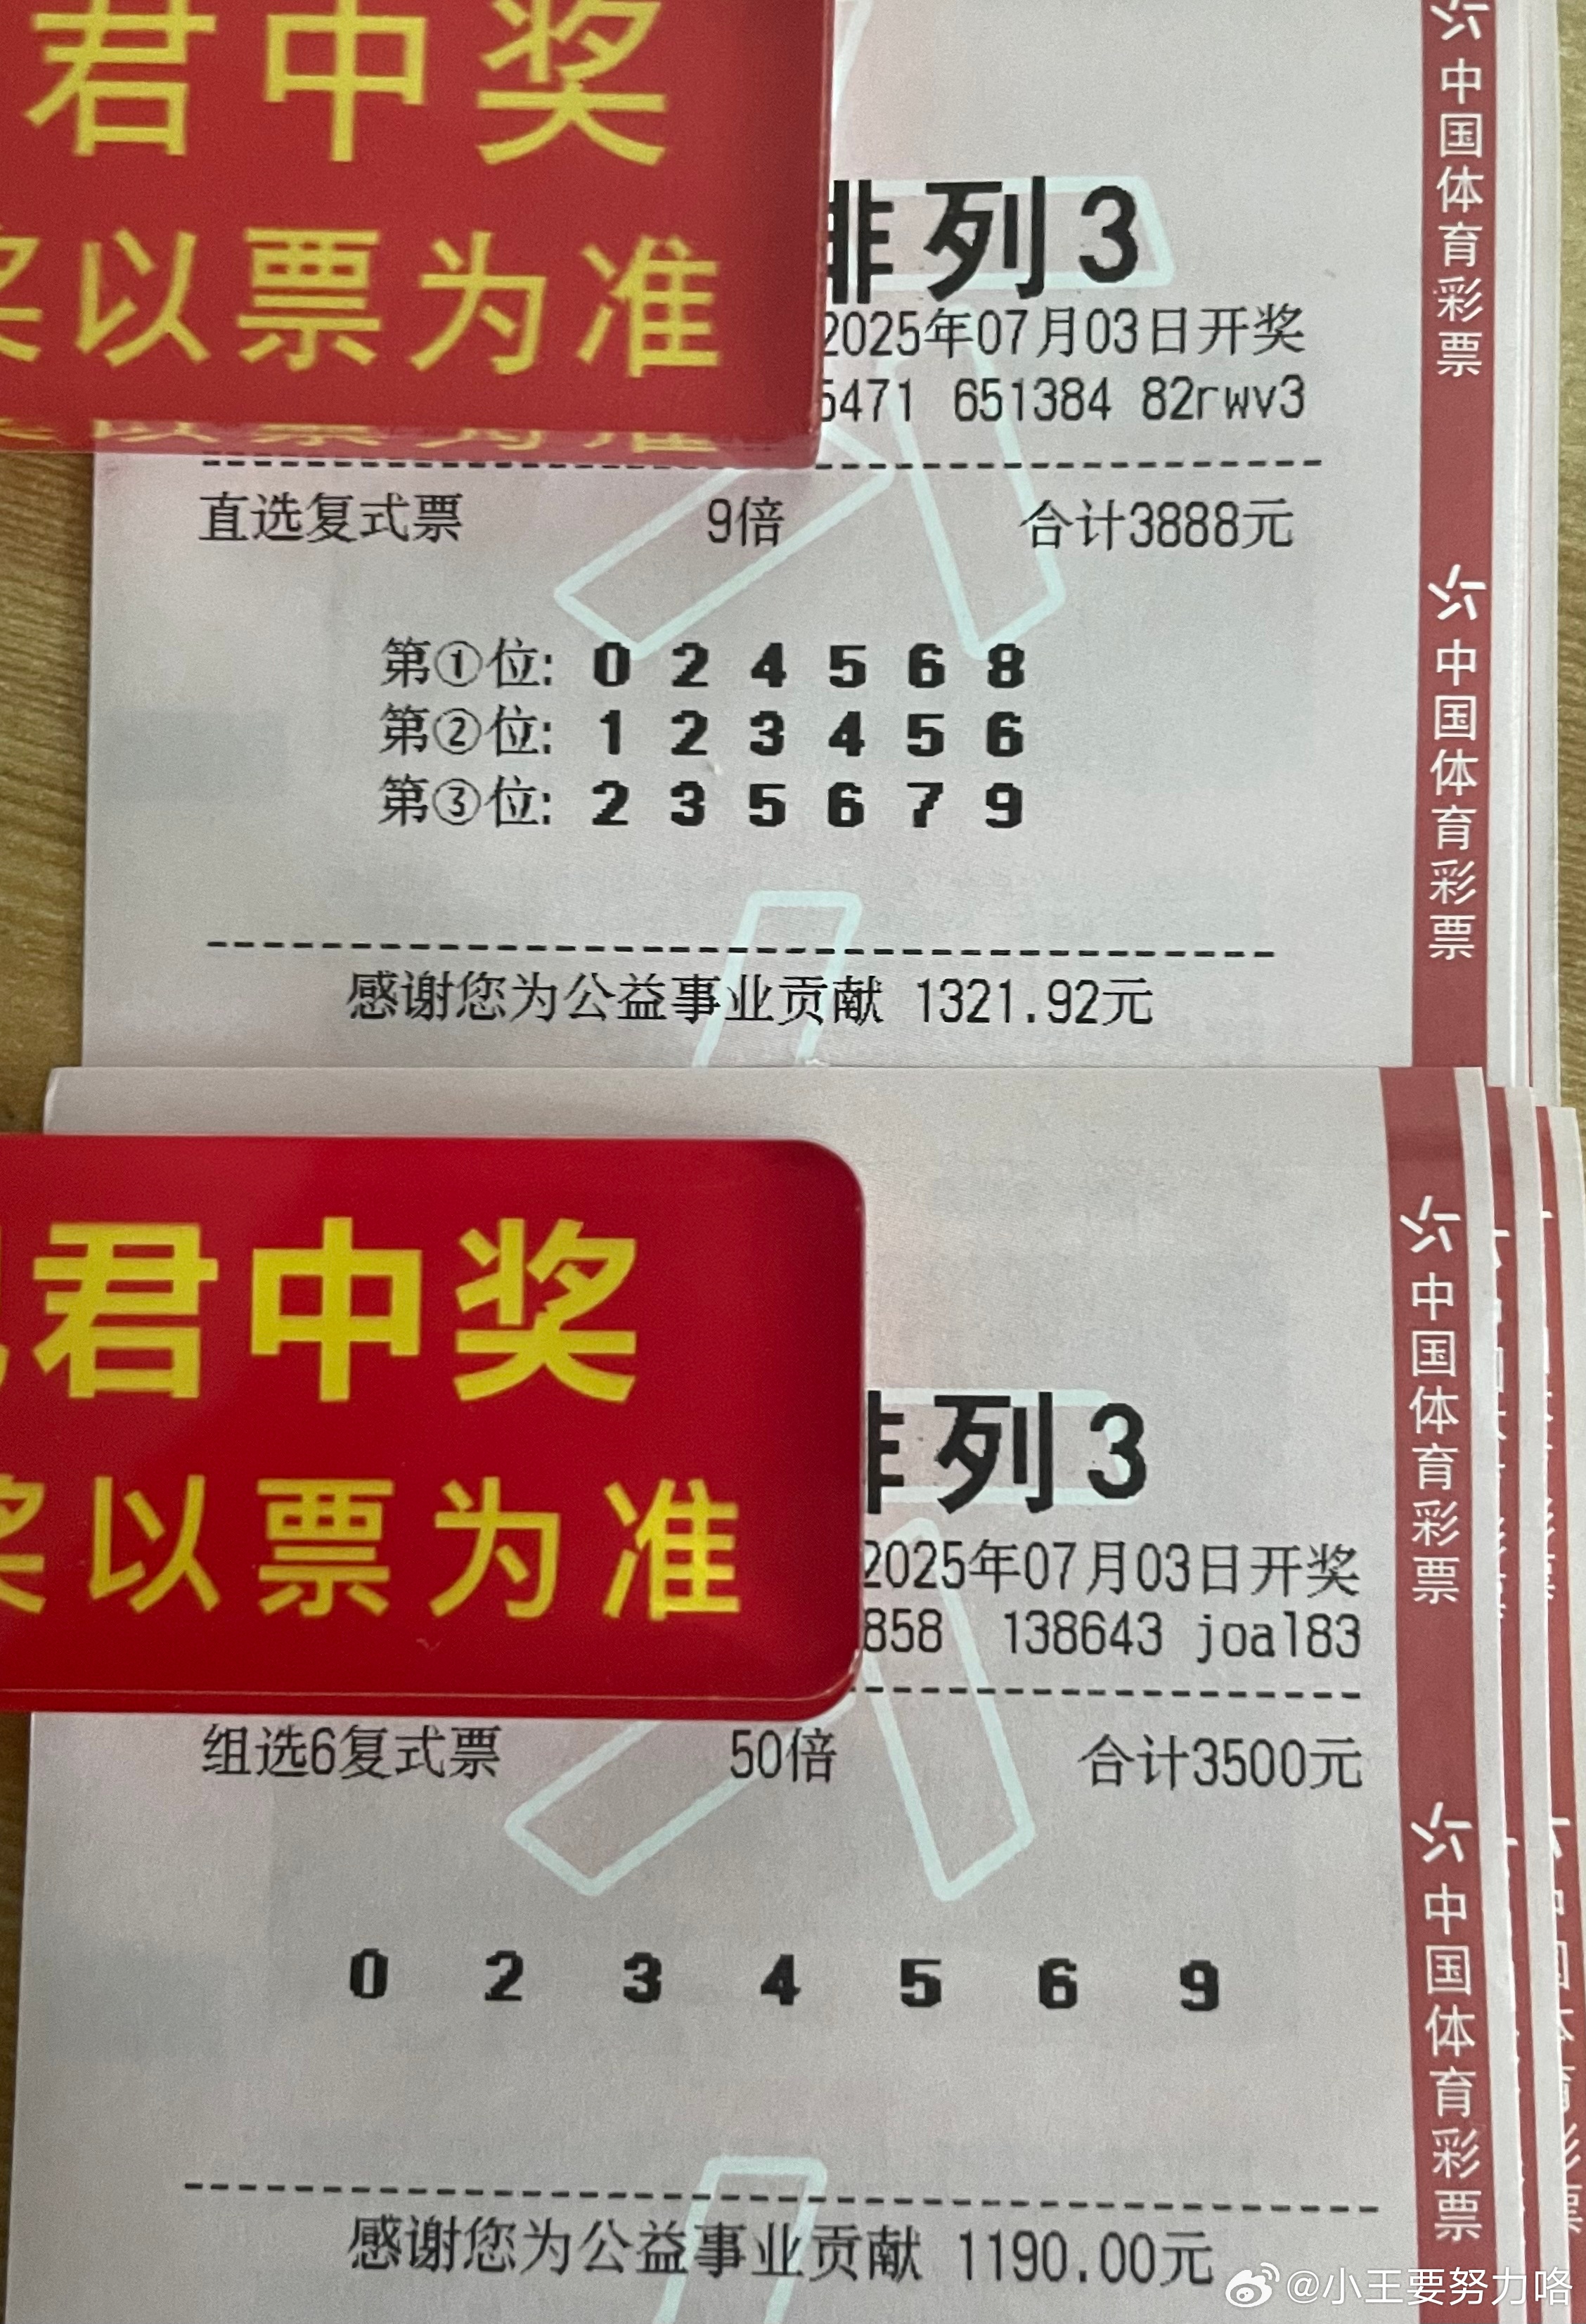 君中奖
奖以票为准
排列3
2025年07月03日开奖
5471 651384 82rwv3
直选复式票 9倍 合计3888元
第①位: 0 2 4 5 6 8
第②位: 1 2 3 4 5 6
第③位: 2 3 5 6 7 9
感谢您为公益事业贡献 1321.92元
中国体育彩票
中国体育彩票
君中奖
奖以票为准
排列3
2025年07月03日开奖
858 138643 joal83
组选6复式票 50倍 合计3500元
0 2 3 4 5 6 9
感谢您为公益事业贡献 1190.00元
中国体育彩票
中国体育彩票
@小王要努力咯